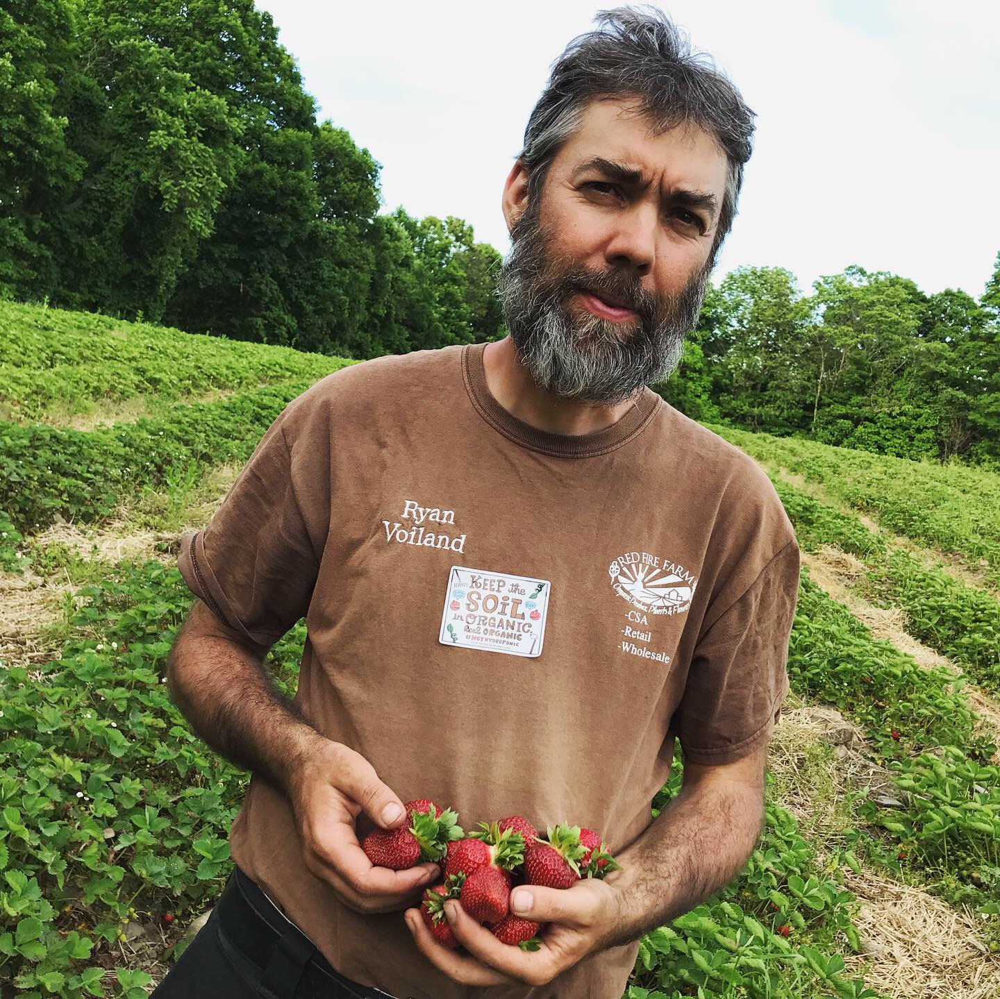 Ryan
Voiland
KEEP the
SOIL
in ORGANIC.
Real ORGANIC
is NOT HYDROPONIC
RED FIRE FARM
Organic Produce, Plants & Flowers
-CSA
-Retail
-Wholesale